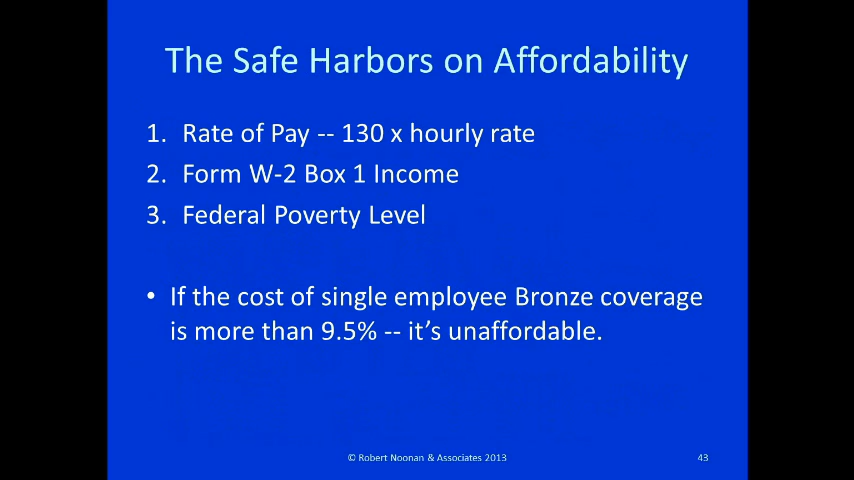 The Safe Harbors on Affordability
1. Rate of Pay -- 130 x hourly rate
2. Form W-2 Box 1 Income
3. Federal Poverty Level
• If the cost of single employee Bronze coverage
is more than 9.5% -- it’s unaffordable.
© Robert Noonan & Associates 2013
43